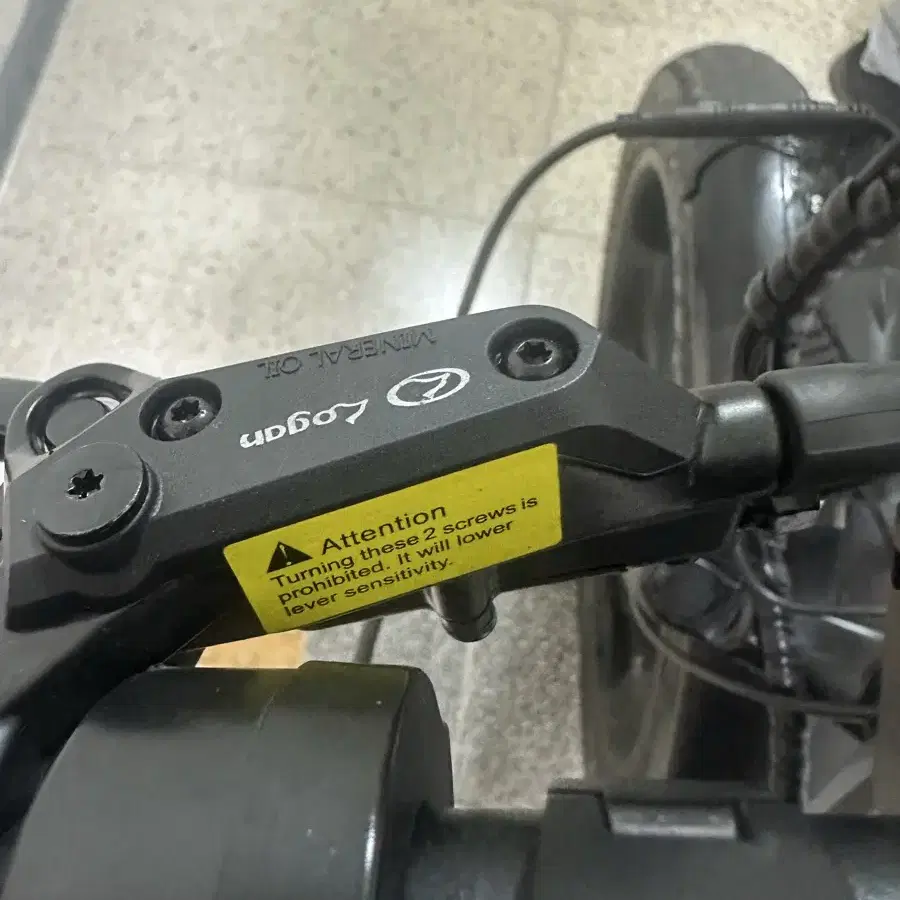 MINERAL OIL
Logan
Attention
Turning these 2 screws is
prohibited. It will lower
lever sensitivity.